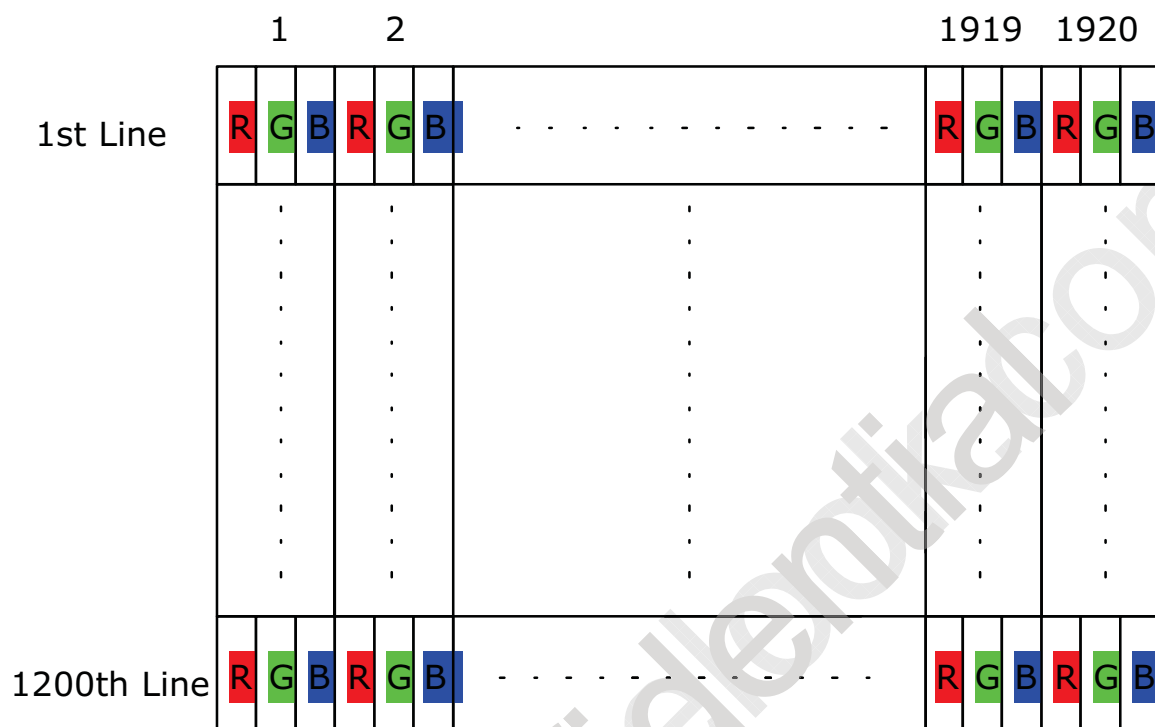 1 2 1919 1920
1st Line R G B R G B - - - - - - - - - - - - R G B R G B
1200th Line R G B R G B - - - - - - - - - - - - R G B R G B